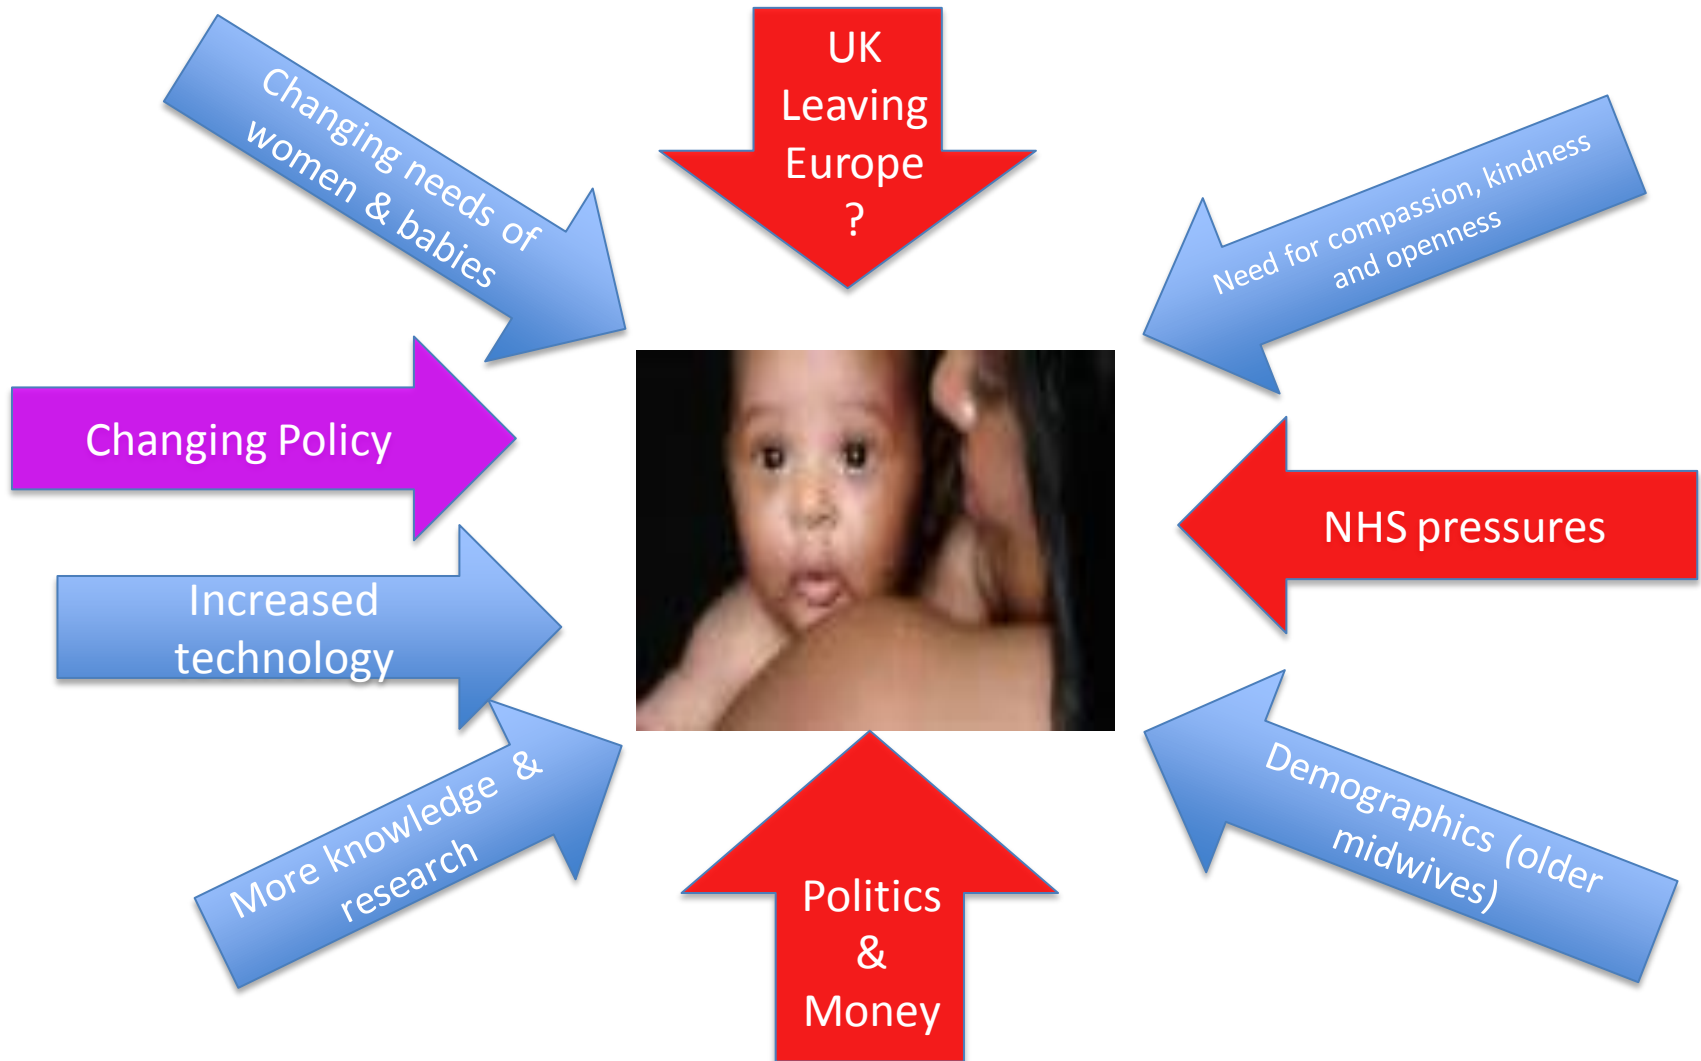 UK
Leaving
Europe
?
Changing needs of
women & babies
Need for compassion, kindness
and openness
Changing Policy
NHS pressures
Increased
technology
More knowledge &
research
Demographics (older
midwives)
Politics
&
Money